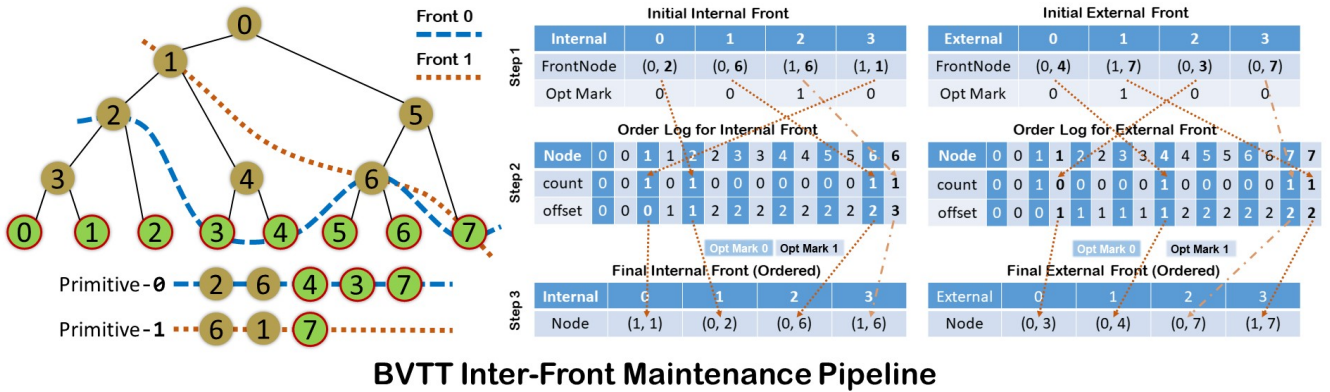 0
1
2
5
3
4
6
0 1 2 3 4 5 6 7
Front 0
Front 1
Primitive-0 2 6 4 3 7
Primitive-1 6 1 7
Step 1
Initial Internal Front
Internal 0 1 2 3
FrontNode (0, 2) (0, 6) (1, 6) (1, 1)
Opt Mark 0 0 1 0
Step 2
Order Log for Internal Front
Node 0 0 1 1 2 2 3 3 4 4 5 5 6 6
count 0 0 1 0 1 0 0 0 0 0 0 0 1 1
offset 0 0 0 1 1 2 2 2 2 2 2 2 2 3
Opt Mark 0 Opt Mark 1
Step 3
Final Internal Front (Ordered)
Internal 0 1 2 3
Node (1, 1) (0, 2) (0, 6) (1, 6)
Initial External Front
External 0 1 2 3
FrontNode (0, 4) (1, 7) (0, 3) (0, 7)
Opt Mark 0 1 0 0
Order Log for External Front
Node 0 0 1 1 2 2 3 3 4 4 5 5 6 6 7 7
count 0 0 1 0 0 0 0 0 1 0 0 0 0 0 1 1
offset 0 0 0 1 1 1 1 1 1 2 2 2 2 2 2 2
Opt Mark 0 Opt Mark 1
Final External Front (Ordered)
External 0 1 2 3
Node (0, 3) (0, 4) (0, 7) (1, 7)
BVTT Inter-Front Maintenance Pipeline